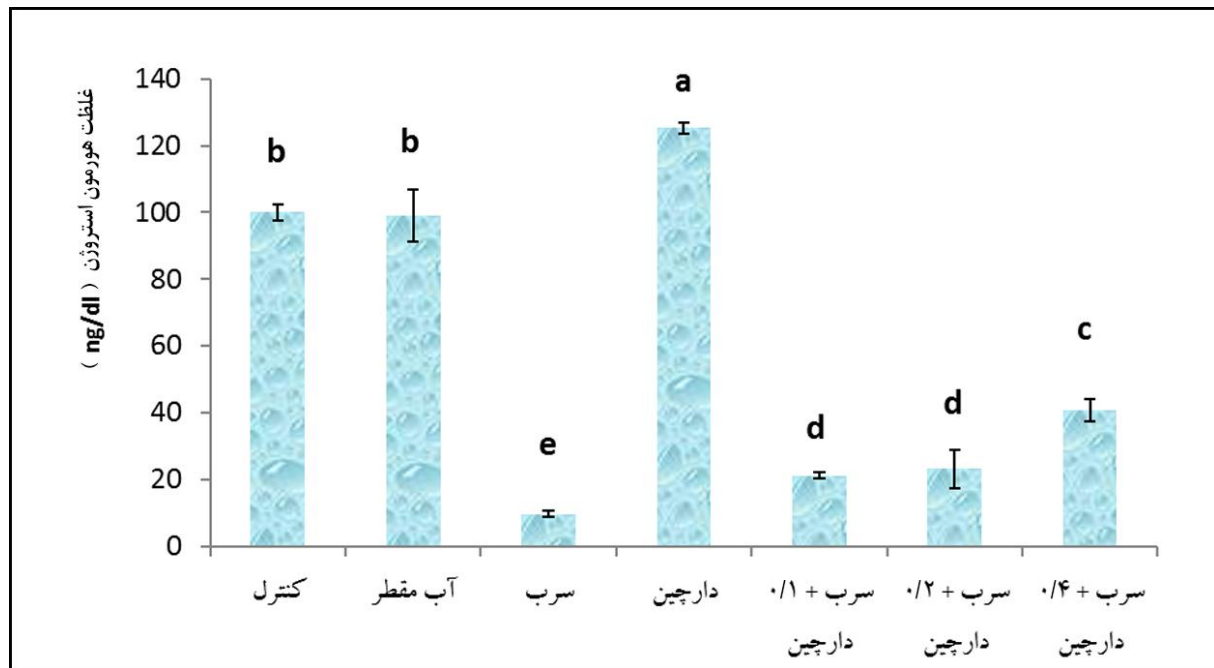 غلظت هورمون استروژن ( ng/dl )
140
120
100
80
60
40
20
0
b
b
e
a
d
d
c
کنترل
آب مقطر
سرب
دارچین
سرب + ۰/۱
دارچین
سرب + ۰/۲
دارچین
سرب + ۰/۴
دارچین